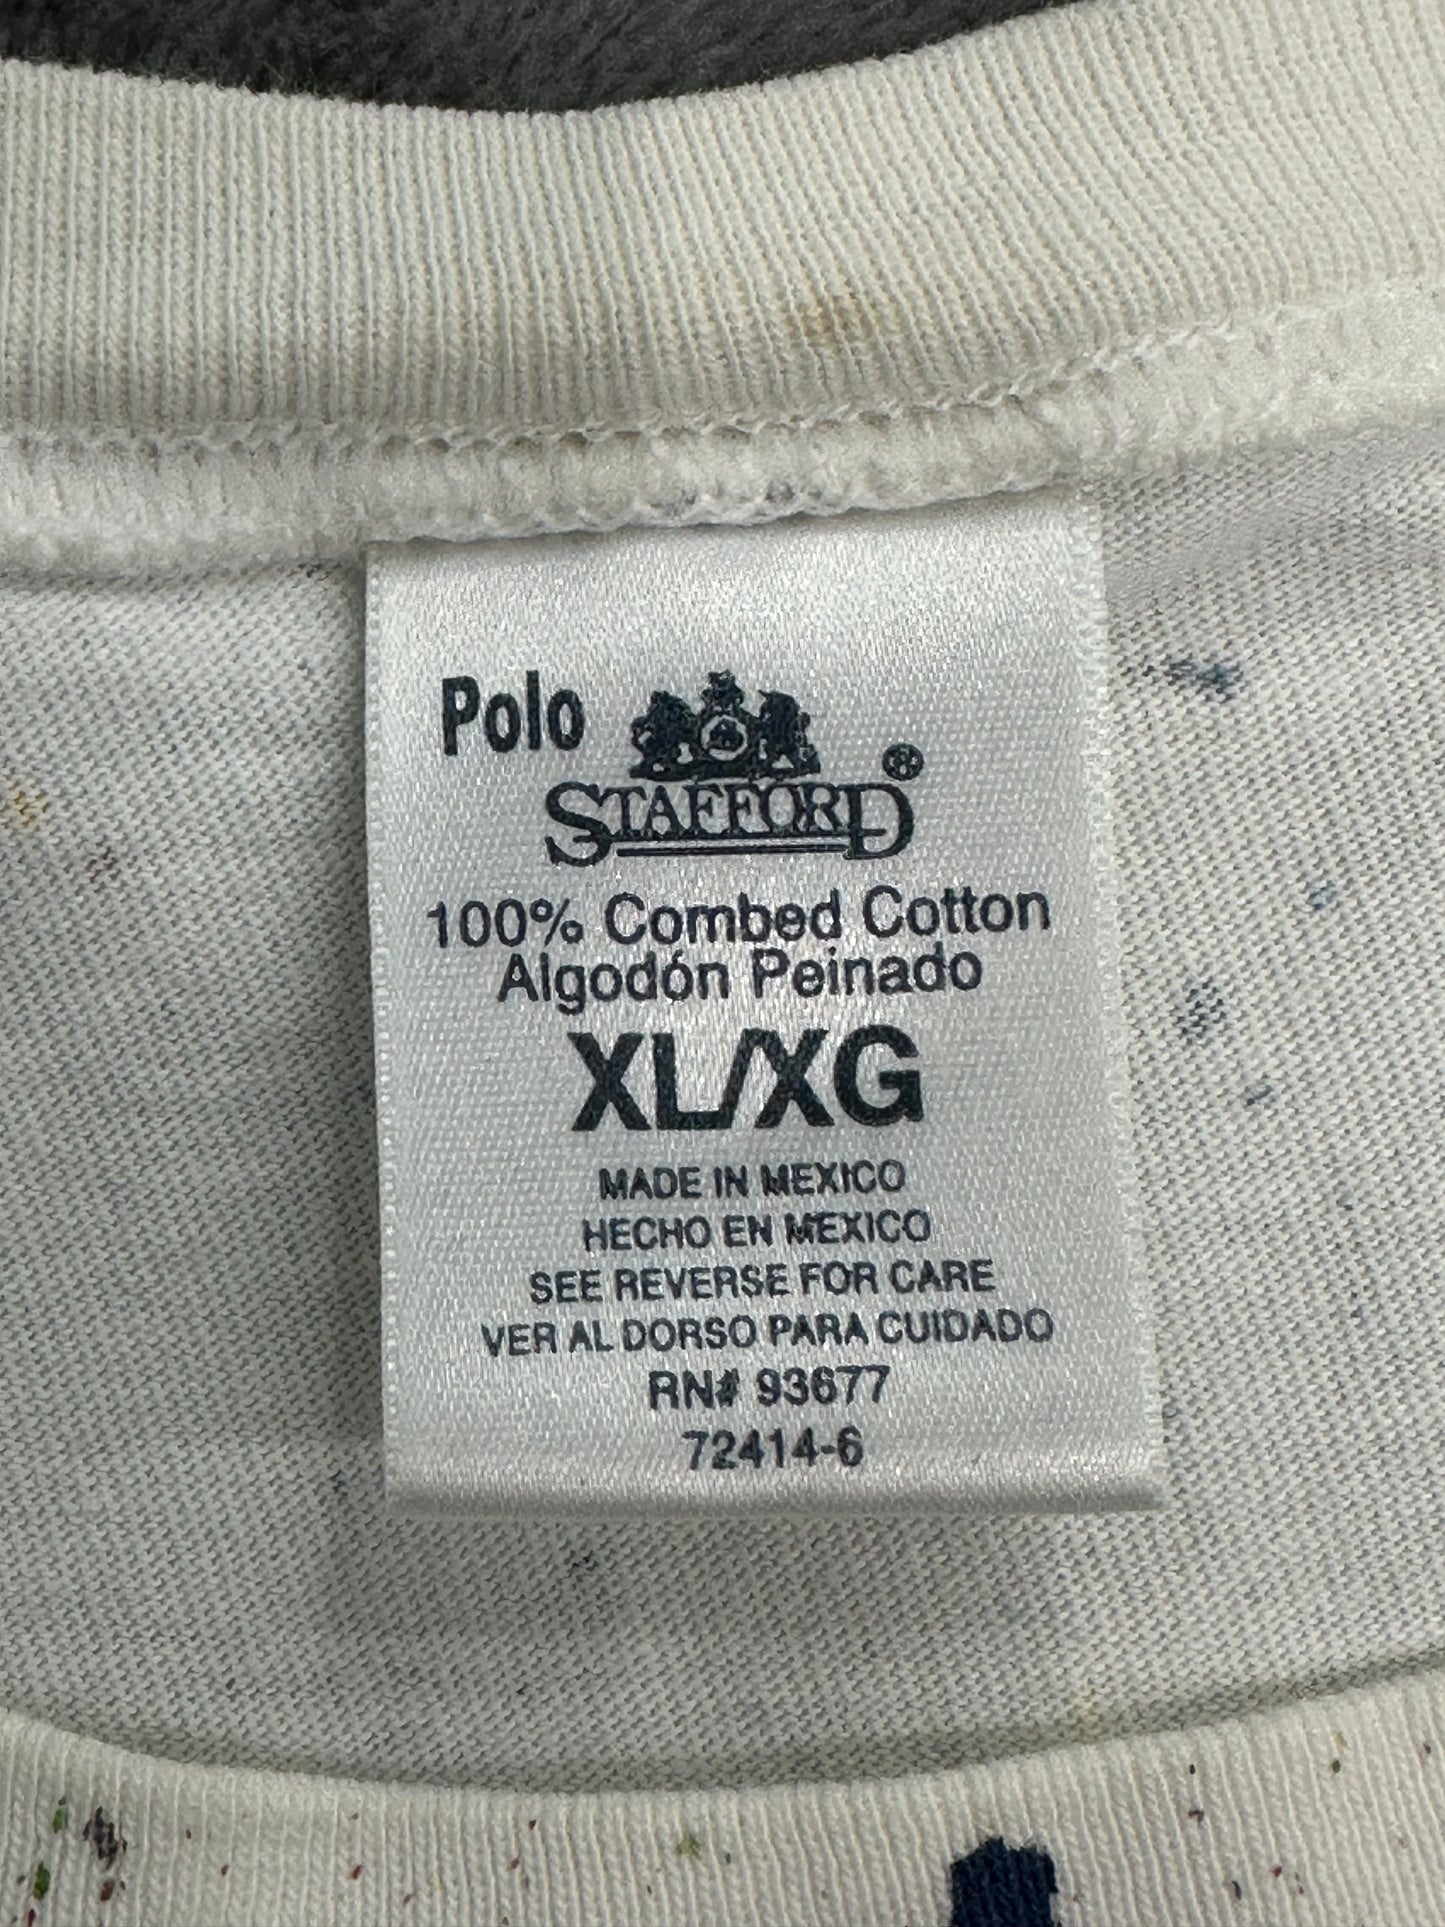 Polo
STAFFORD®
100% Combed Cotton
Algodón Peinado
XL/XG
MADE IN MEXICO
HECHO EN MEXICO
SEE REVERSE FOR CARE
VER AL DORSO PARA CUIDADO
RN# 93677
72414-6